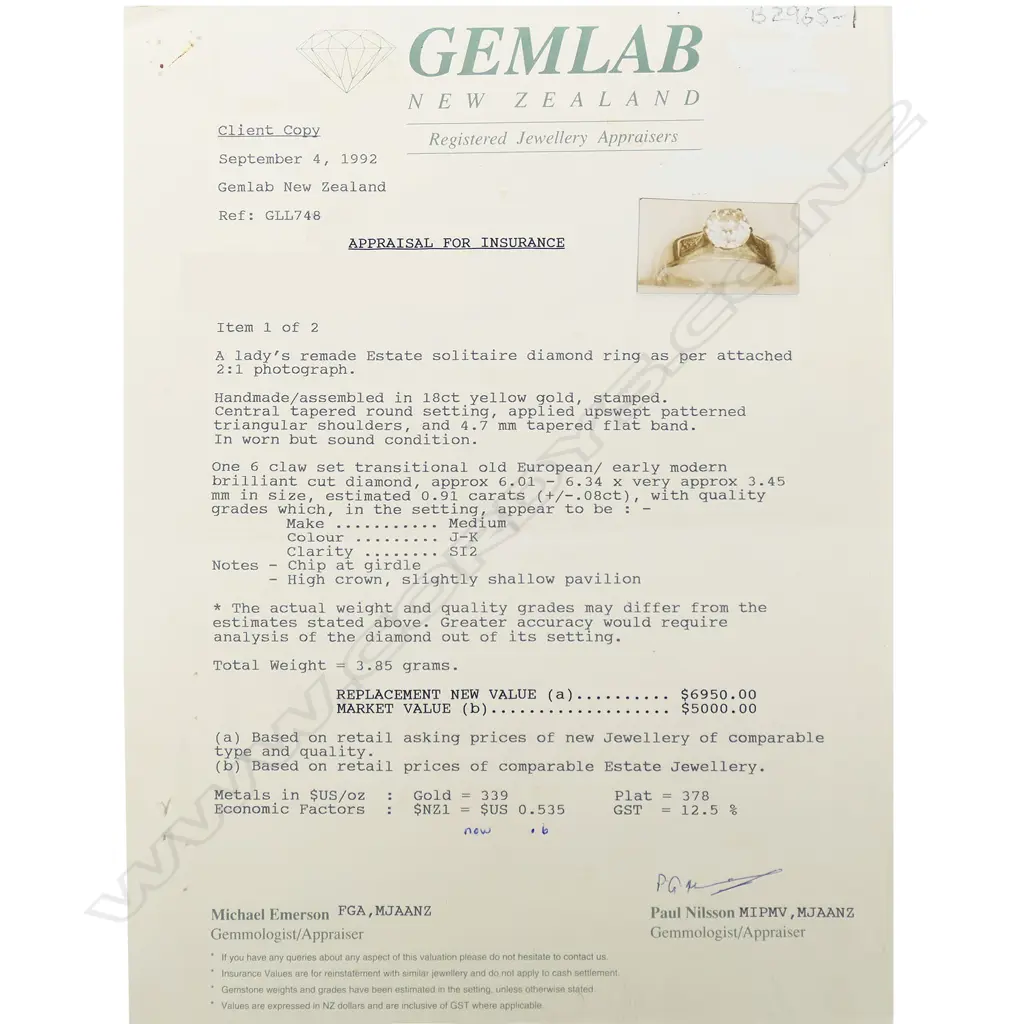 B2965-1
GEMLAB
NEW ZEALAND
Registered Jewellery Appraisers
Client Copy
September 4, 1992
Gemlab New Zealand
Ref: GLL748
APPRAISAL FOR INSURANCE
Item 1 of 2
A lady's remade Estate solitaire diamond ring as per attached
2:1 photograph.
Handmade/assembled in 18ct yellow gold, stamped.
Central tapered round setting, applied upswept patterned
triangular shoulders, and 4.7 mm tapered flat band.
In worn but sound condition.
One 6 claw set transitional old European/ early modern
brilliant cut diamond, approx 6.01 - 6.34 x very approx 3.45
mm in size, estimated 0.91 carats (+/-.08ct), with quality
grades which, in the setting, appear to be : -
Make ........... Medium
Colour ......... J-K
Clarity ........ SI2
Notes - Chip at girdle
- High crown, slightly shallow pavilion
* The actual weight and quality grades may differ from the
estimates stated above. Greater accuracy would require
analysis of the diamond out of its setting.
Total Weight = 3.85 grams.
REPLACEMENT NEW VALUE (a).......... $6950.00
MARKET VALUE (b)................... $5000.00
(a) Based on retail asking prices of new Jewellery of comparable
type and quality.
(b) Based on retail prices of comparable Estate Jewellery.
Metals in $US/oz : Gold = 339 Plat = 378
Economic Factors : $NZ1 = $US 0.535 GST = 12.5 %
now .6
Michael Emerson FGA,MJAANZ
Gemmologist/Appraiser
Paul Nilsson MIPMV,MJAANZ
Gemmologist/Appraiser
* If you have any queries about any aspect of this valuation please do not hesitate to contact us.
* Insurance Values are for reinstatement with similar jewellery and do not apply to cash settlement.
* Gemstone weights and grades have been estimated in the setting, unless otherwise stated.
* Values are expressed in NZ dollars and are inclusive of GST where applicable.
WWW.CORDYS.CO.NZ